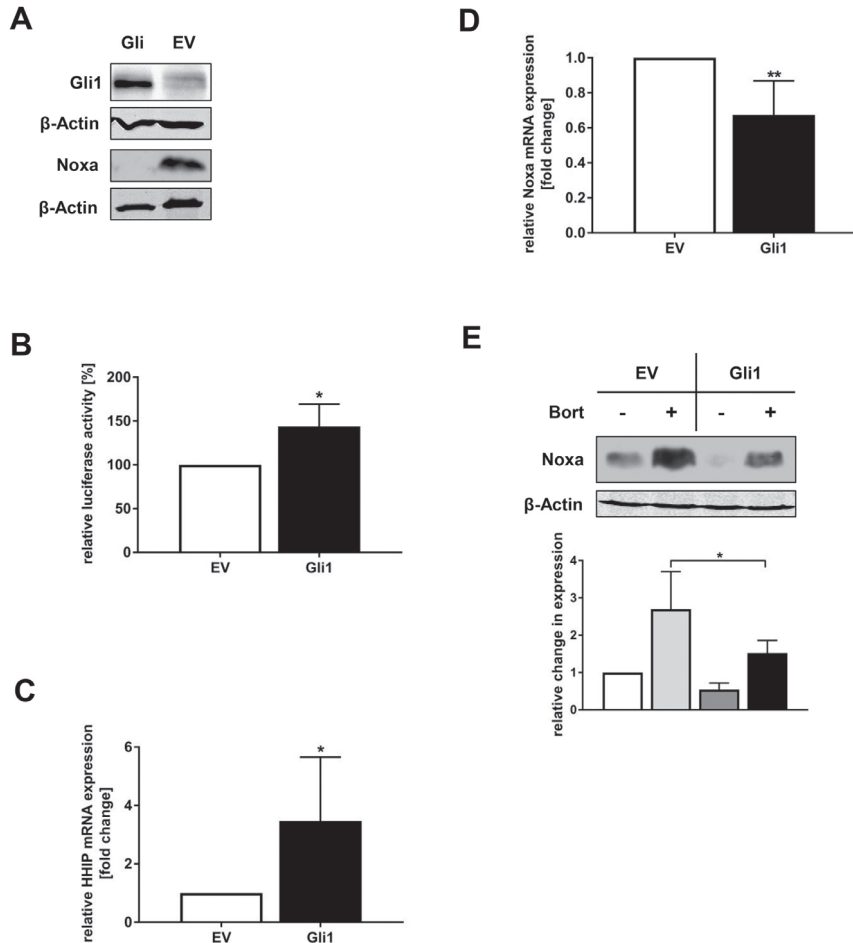 A
Gli EV
Gli1
β-Actin
Noxa
β-Actin
B
relative luciferase activity [%]
200
150
100
50
0
*
EV Gli1
C
relative HHIP mRNA expression
[fold change]
6
4
2
0
*
EV Gli1
D
relative Noxa mRNA expression
[fold change]
1.0
0.8
0.6
0.4
0.2
0.0
**
EV Gli1
E
EV Gli1
Bort - + - +
Noxa
β-Actin
relative change in expression
4
3
2
1
0
*